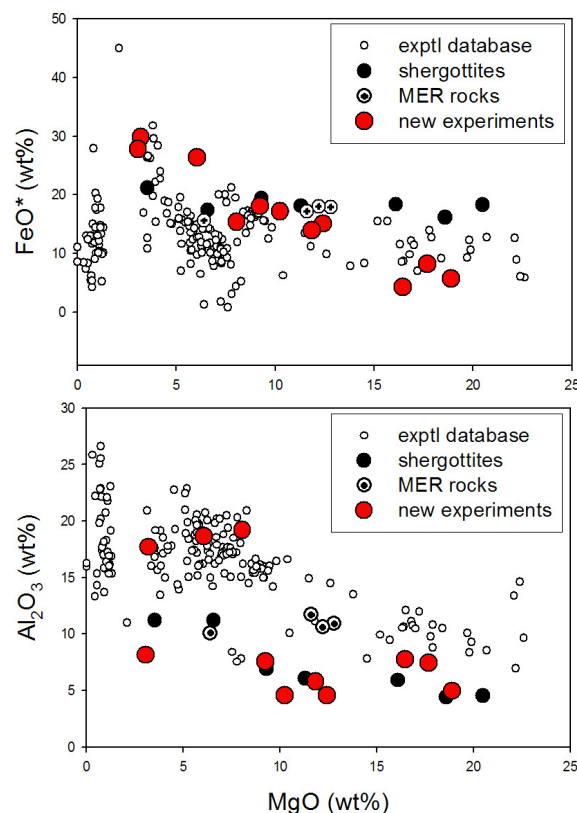 50
40
30
20
10
0
FeO* (wt%)
exptl database
shergottites
MER rocks
new experiments
0 5 10 15 20 25
30
25
20
15
10
5
0
Al₂O₃ (wt%)
exptl database
shergottites
MER rocks
new experiments
0 5 10 15 20 25
MgO (wt%)